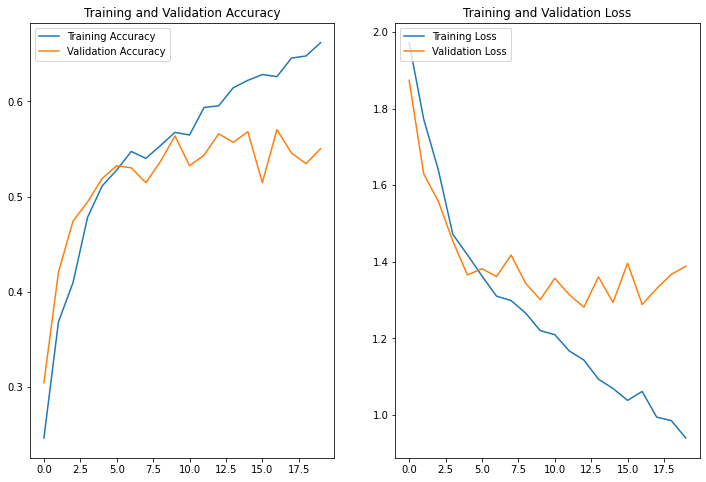 Training and Validation Accuracy
Training Accuracy
Validation Accuracy
0.6
0.5
0.4
0.3
0.0 2.5 5.0 7.5 10.0 12.5 15.0 17.5
Training and Validation Loss
Training Loss
Validation Loss
2.0
1.8
1.6
1.4
1.2
1.0
0.0 2.5 5.0 7.5 10.0 12.5 15.0 17.5